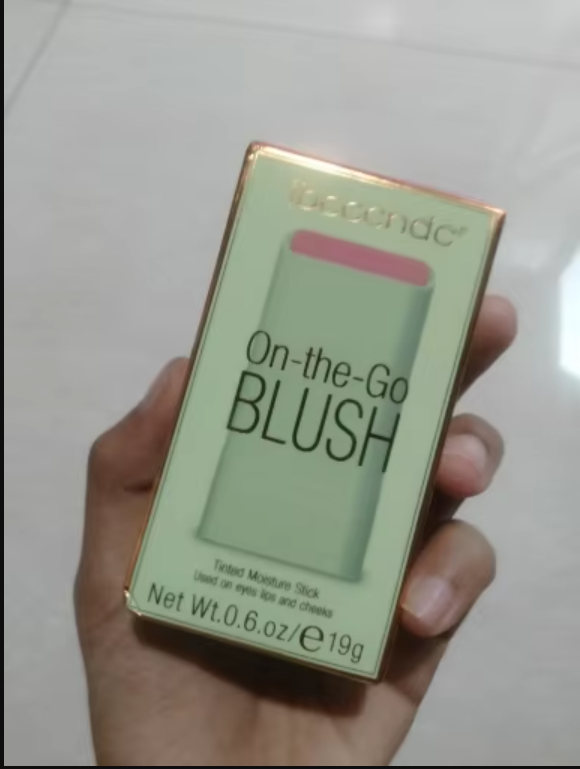 ibcccndc
On-the-Go
BLUSH
Tinted Moisture Stick
Used on eyes lips and cheeks
Net Wt.0.6.oz/℮19g